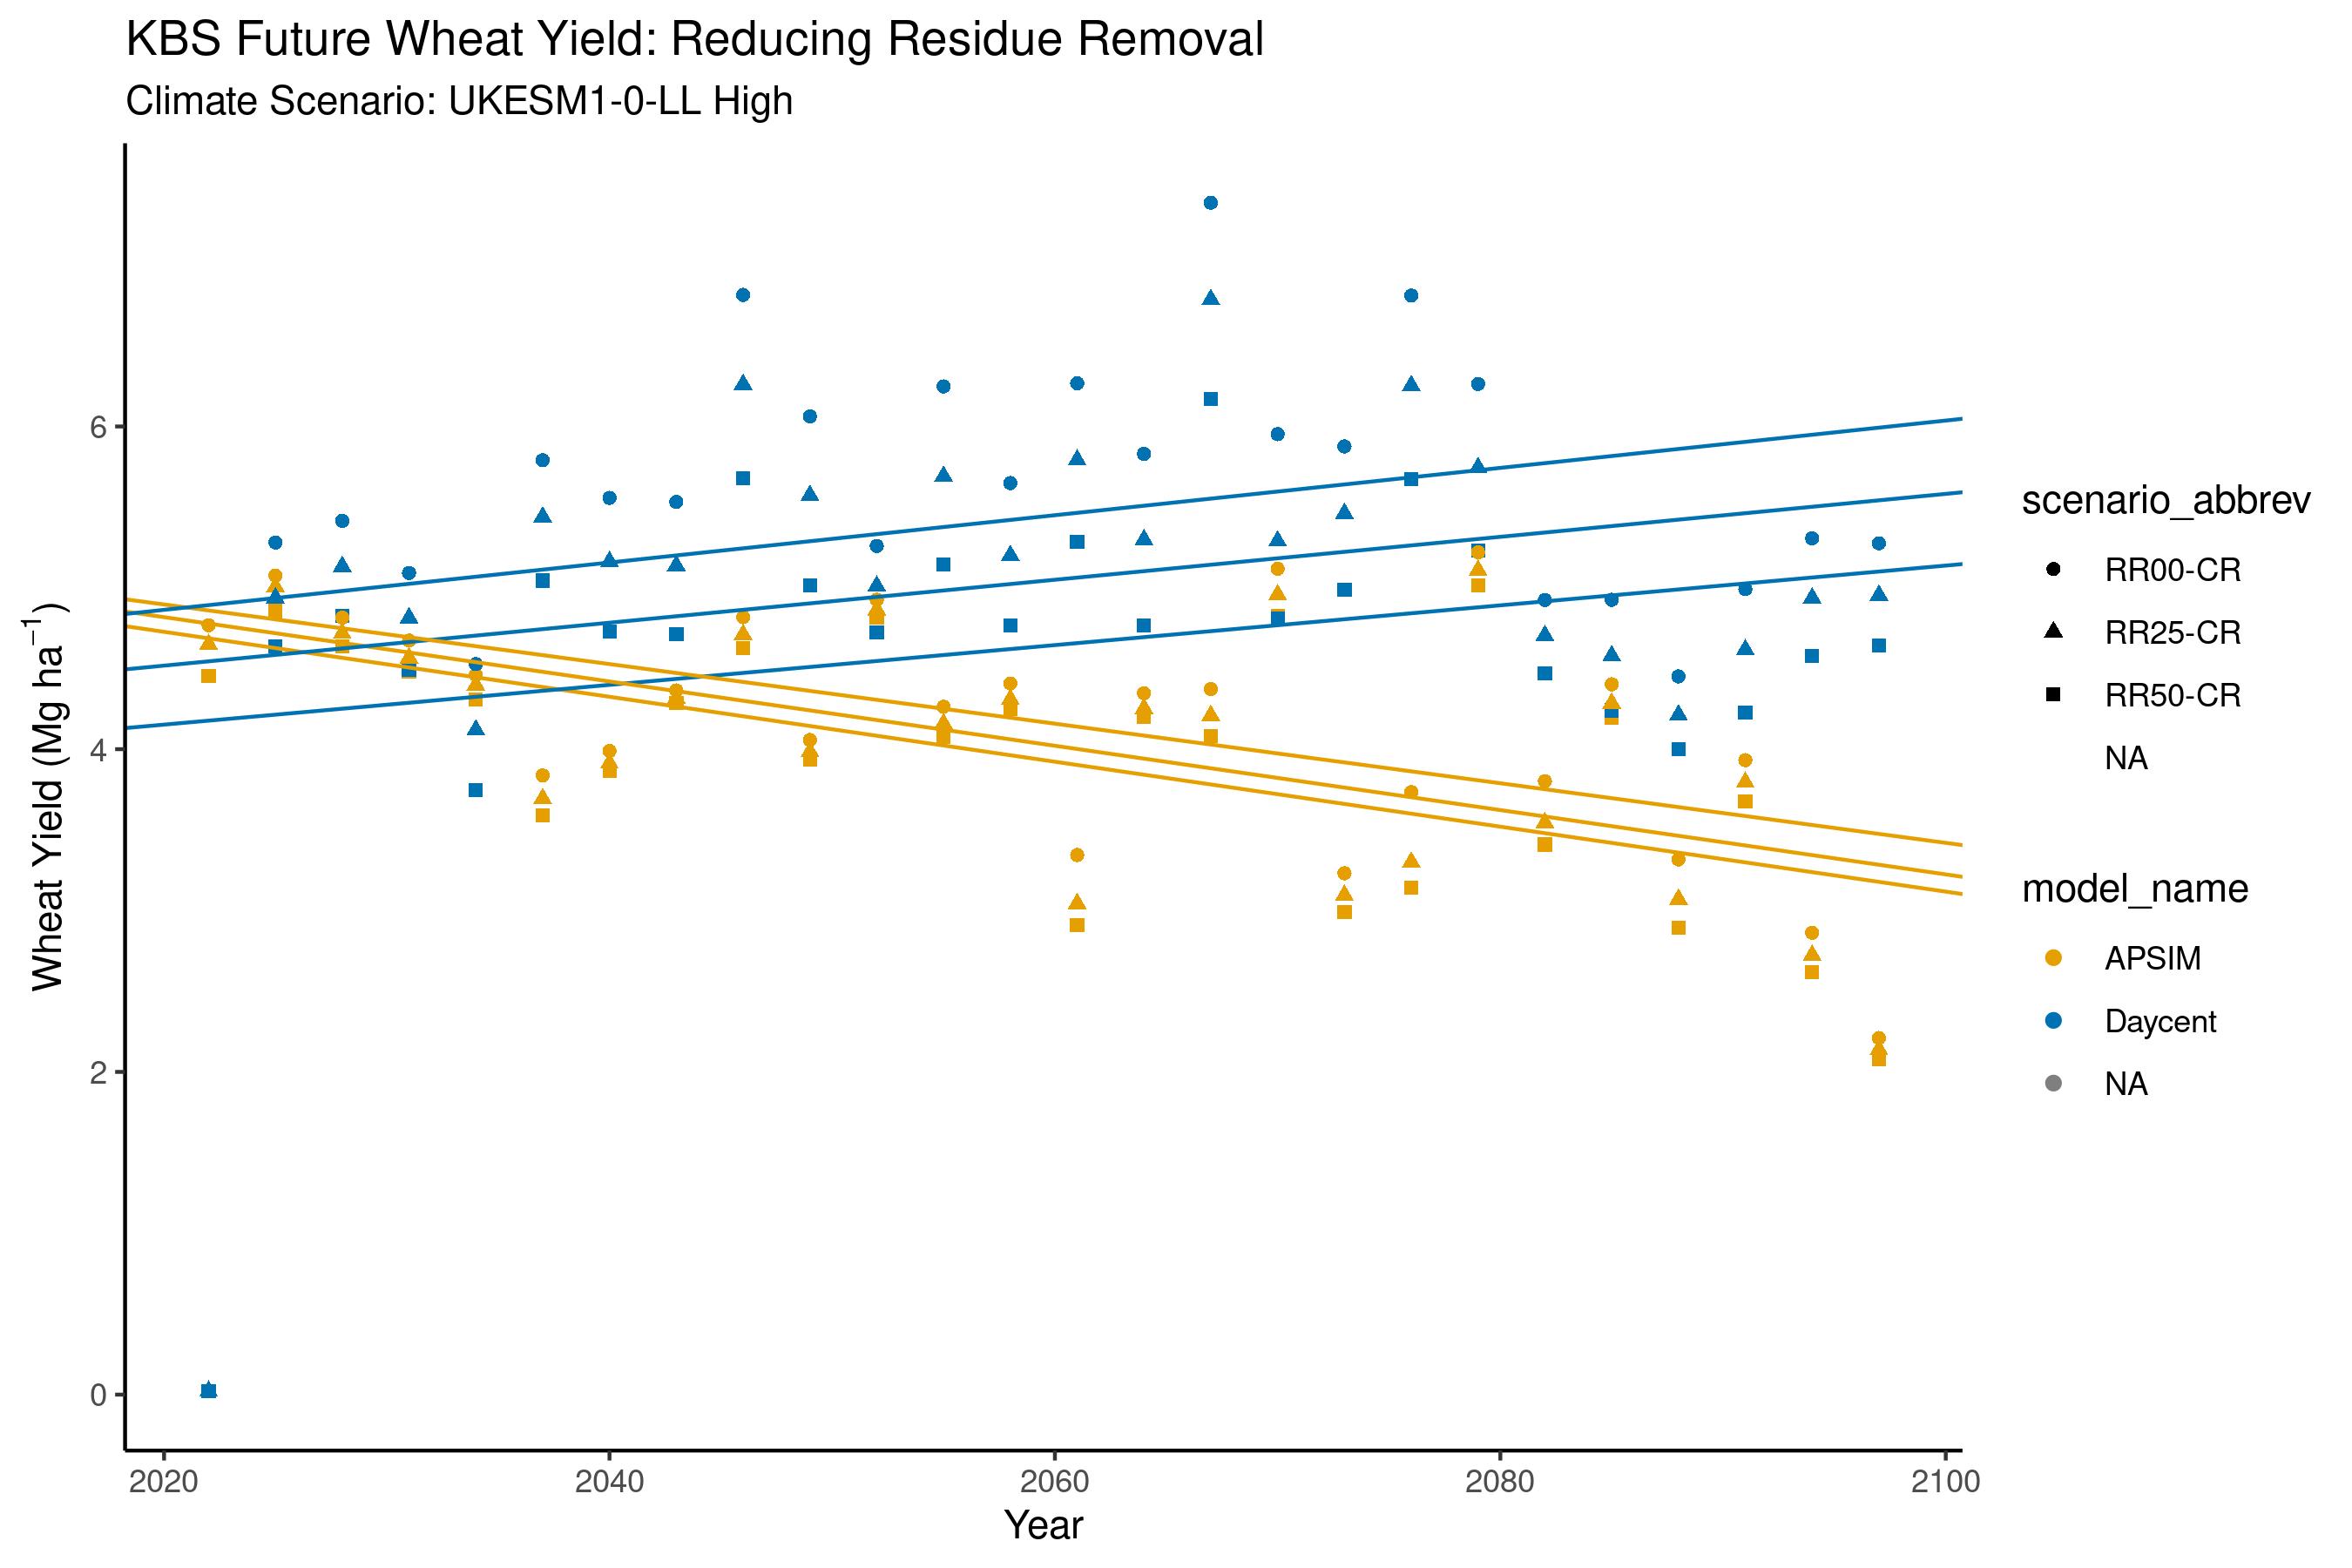 KBS Future Wheat Yield: Reducing Residue Removal
Climate Scenario: UKESM1-0-LL High
Wheat Yield (Mg ha⁻¹)
6
4
2
0
2020
2040
2060
2080
2100
Year
scenario_abbrev
RR00-CR
RR25-CR
RR50-CR
NA
model_name
APSIM
Daycent
NA